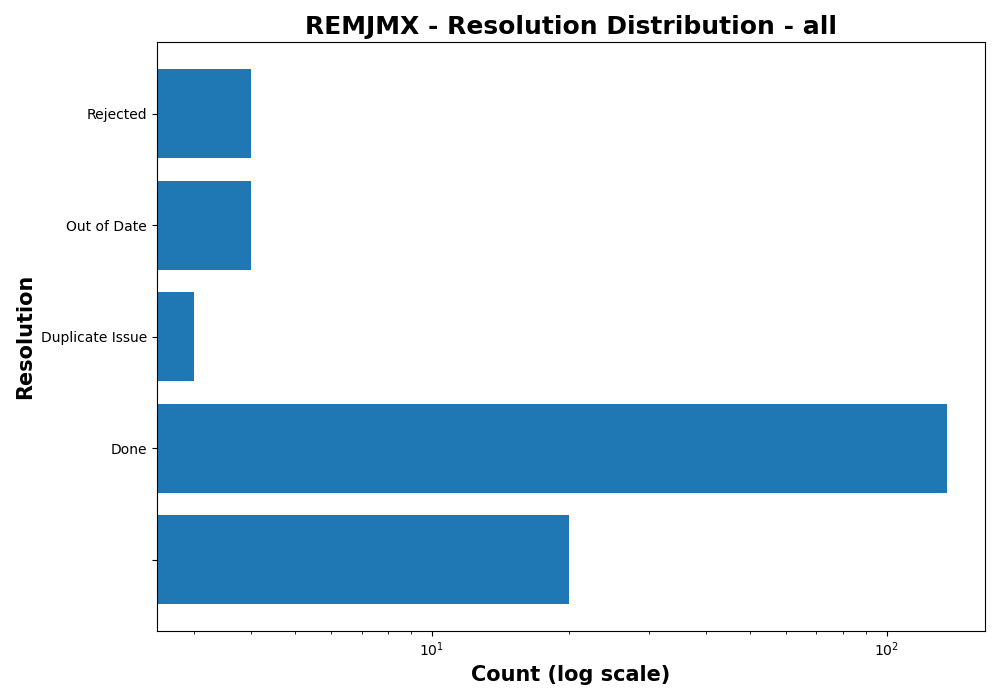 REMJMX - Resolution Distribution - all
Resolution
Rejected
Out of Date
Duplicate Issue
Done
10¹
10²
Count (log scale)